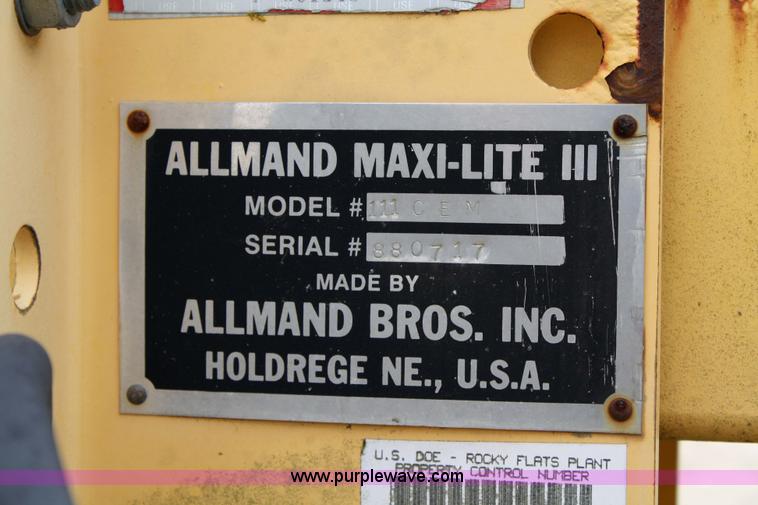 ALLMAND MAXI-LITE III
MODEL # 111 C E M
SERIAL # 880717
MADE BY
ALLMAND BROS. INC.
HOLDREGE NE., U.S.A.
U.S. DOE - ROCKY FLATS PLANT
PROPERTY CONTROL NUMBER
www.purplewave.com